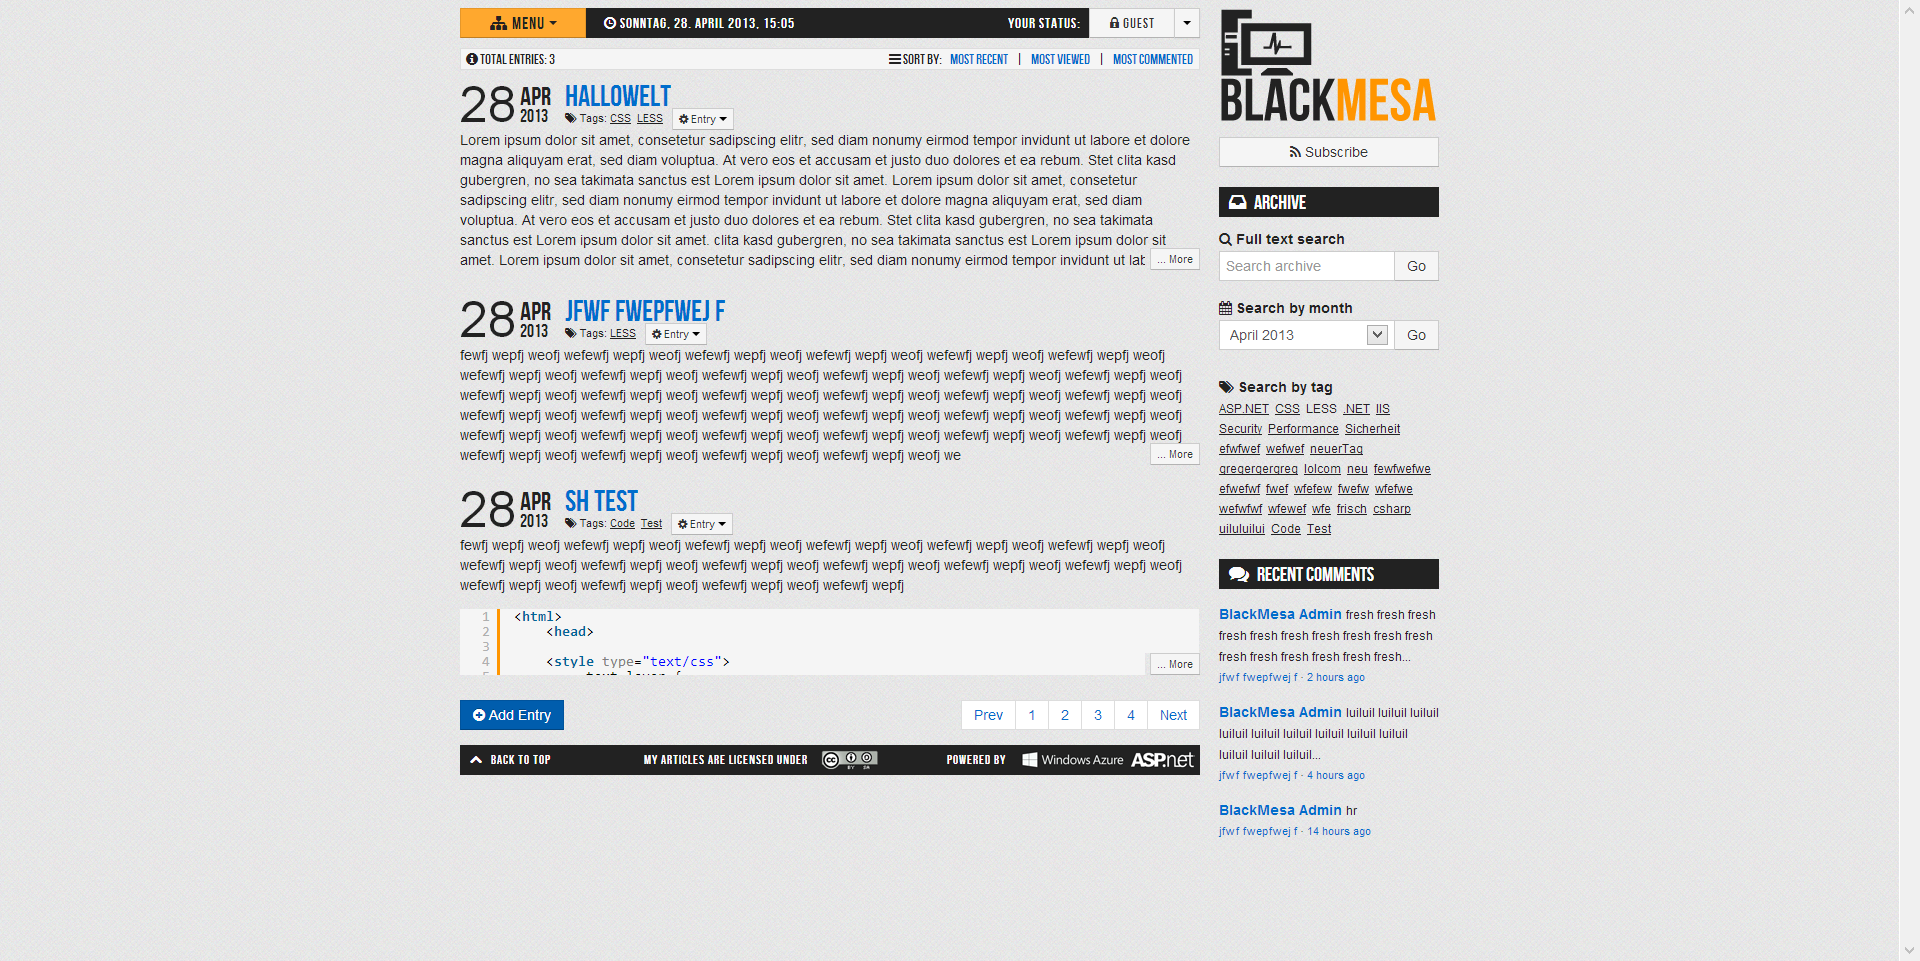 MENU
SONNTAG, 28. APRIL 2013, 15:05
YOUR STATUS:
GUEST
TOTAL ENTRIES: 3
SORT BY: MOST RECENT | MOST VIEWED | MOST COMMENTED
28 APR 2013
HALLOWELT
Tags: CSS LESS Entry
Lorem ipsum dolor sit amet, consetetur sadipscing elitr, sed diam nonumy eirmod tempor invidunt ut labore et dolore
magna aliquyam erat, sed diam voluptua. At vero eos et accusam et justo duo dolores et ea rebum. Stet clita kasd
gubergren, no sea takimata sanctus est Lorem ipsum dolor sit amet. Lorem ipsum dolor sit amet, consetetur
sadipscing elitr, sed diam nonumy eirmod tempor invidunt ut labore et dolore magna aliquyam erat, sed diam
voluptua. At vero eos et accusam et justo duo dolores et ea rebum. Stet clita kasd gubergren, no sea takimata
sanctus est Lorem ipsum dolor sit amet. clita kasd gubergren, no sea takimata sanctus est Lorem ipsum dolor sit
amet. Lorem ipsum dolor sit amet, consetetur sadipscing elitr, sed diam nonumy eirmod tempor invidunt ut lab ... More
28 APR 2013
JFWF FWEPFWEJ F
Tags: LESS Entry
fewfj wepfj weofj wefewfj wepfj weofj wefewfj wepfj weofj wefewfj wepfj weofj wefewfj wepfj weofj wefewfj wepfj weofj
wefewfj wepfj weofj wefewfj wepfj weofj wefewfj wepfj weofj wefewfj wepfj weofj wefewfj wepfj weofj wefewfj wepfj weofj
wefewfj wepfj weofj wefewfj wepfj weofj wefewfj wepfj weofj wefewfj wepfj weofj wefewfj wepfj weofj wefewfj wepfj weofj
wefewfj wepfj weofj wefewfj wepfj weofj wefewfj wepfj weofj wefewfj wepfj weofj wefewfj wepfj weofj wefewfj wepfj weofj
wefewfj wepfj weofj wefewfj wepfj weofj wefewfj wepfj weofj wefewfj wepfj weofj wefewfj wepfj weofj wefewfj wepfj weofj
wefewfj wepfj weofj wefewfj wepfj weofj wefewfj wepfj weofj wefewfj wepfj weofj we ... More
28 APR 2013
SH TEST
Tags: Code Test Entry
fewfj wepfj weofj wefewfj wepfj weofj wefewfj wepfj weofj wefewfj wepfj weofj wefewfj wepfj weofj wefewfj wepfj weofj
wefewfj wepfj weofj wefewfj wepfj weofj wefewfj wepfj weofj wefewfj wepfj weofj wefewfj wepfj weofj wefewfj wepfj weofj
wefewfj wepfj weofj wefewfj wepfj weofj wefewfj wepfj weofj wefewfj wepfj
1 <html>
2 <head>
3
4 <style type="text/css">
... More
Add Entry
Prev 1 2 3 4 Next
BACK TO TOP
MY ARTICLES ARE LICENSED UNDER
cc BY SA
POWERED BY
Windows Azure ASP.net
BLACKMESA
Subscribe
ARCHIVE
Full text search
Search archive Go
Search by month
April 2013 Go
Search by tag
ASP.NET CSS LESS .NET IIS
Security Performance Sicherheit
efwfwef wefwef neuerTag
gregergergreg lolcom neu fewfwefwe
efwefwf fwef wfefew fwefw wfefwe
wefwfwf wfewef wfe frisch csharp
uilululiui Code Test
RECENT COMMENTS
BlackMesa Admin fresh fresh fresh
fresh fresh fresh fresh fresh fresh fresh
fresh fresh fresh fresh fresh fresh...
jfwf fwepfwej f · 2 hours ago
BlackMesa Admin luiluil luiluil luiluil
luiluil luiluil luiluil luiluil luiluil luiluil
luiluil luiluil luiluil...
jfwf fwepfwej f · 4 hours ago
BlackMesa Admin hr
jfwf fwepfwej f · 14 hours ago